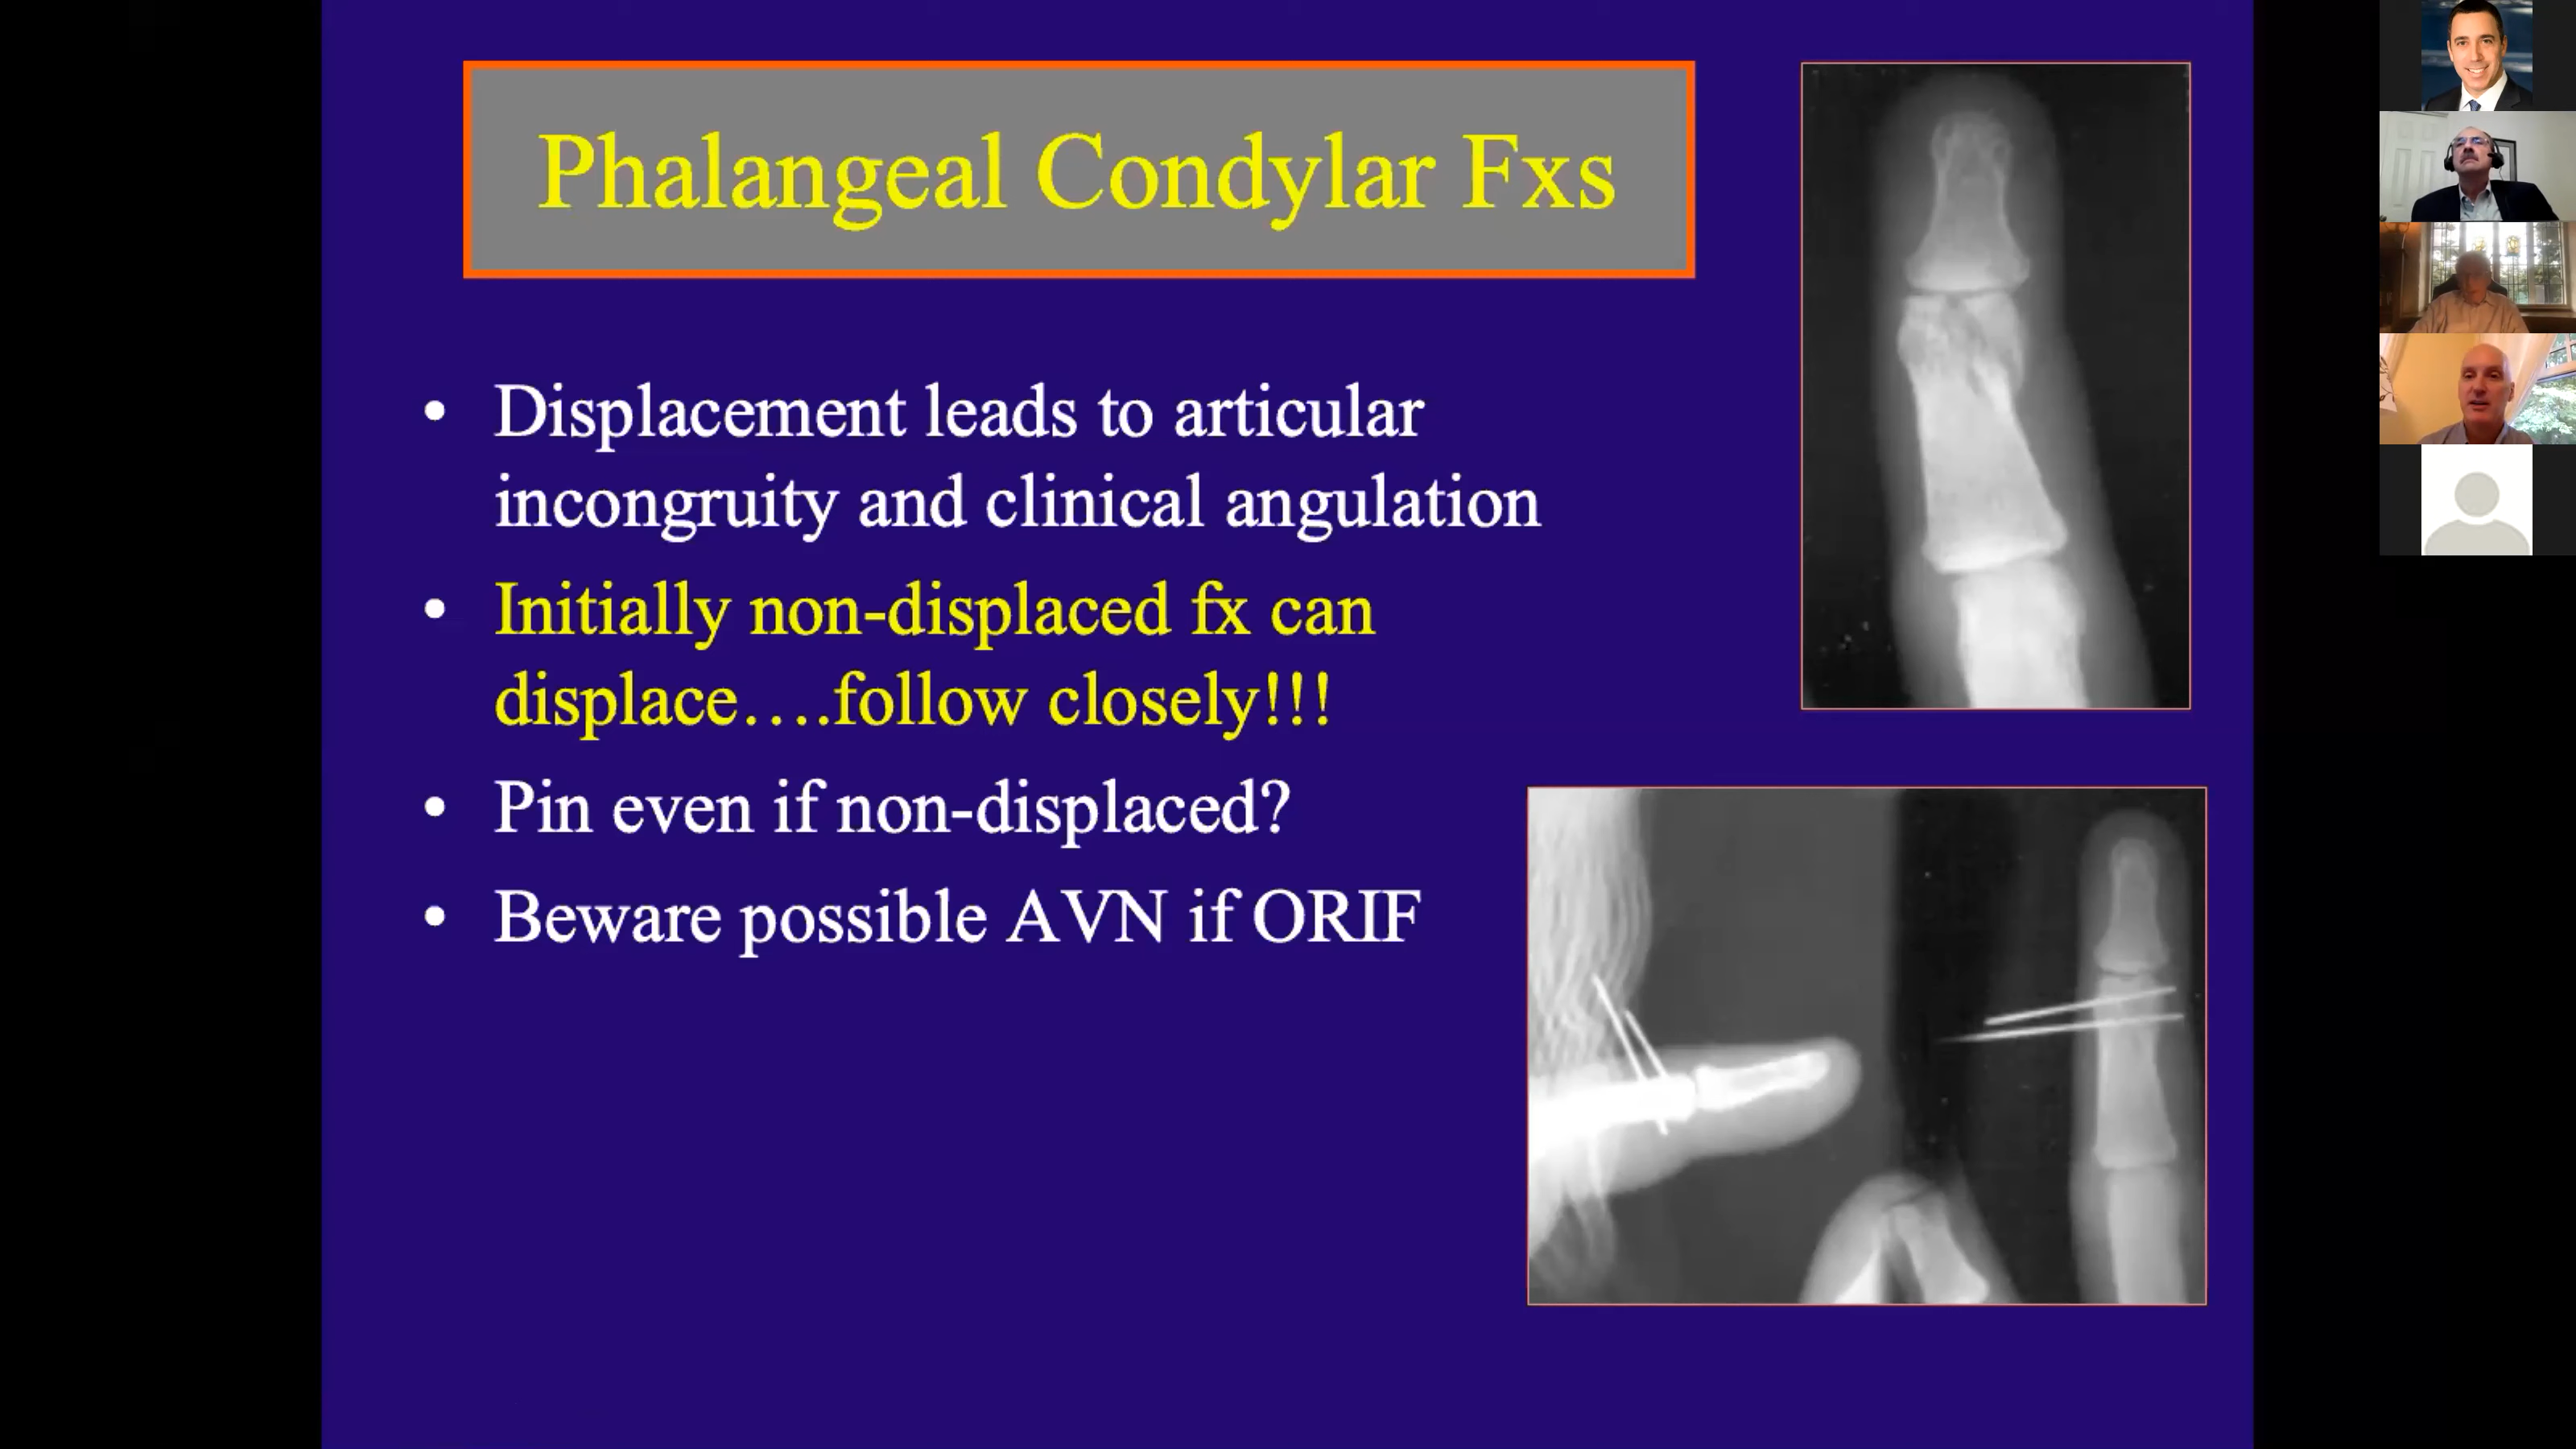 Phalangeal Condylar Fxs
• Displacement leads to articular
incongruity and clinical angulation
• Initially non-displaced fx can
displace….follow closely!!!
• Pin even if non-displaced?
• Beware possible AVN if ORIF